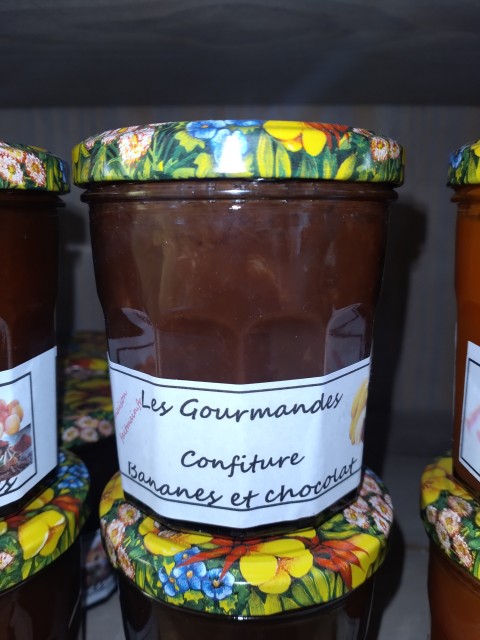 Les Gourmandes
Confiture
Bananes et chocolat